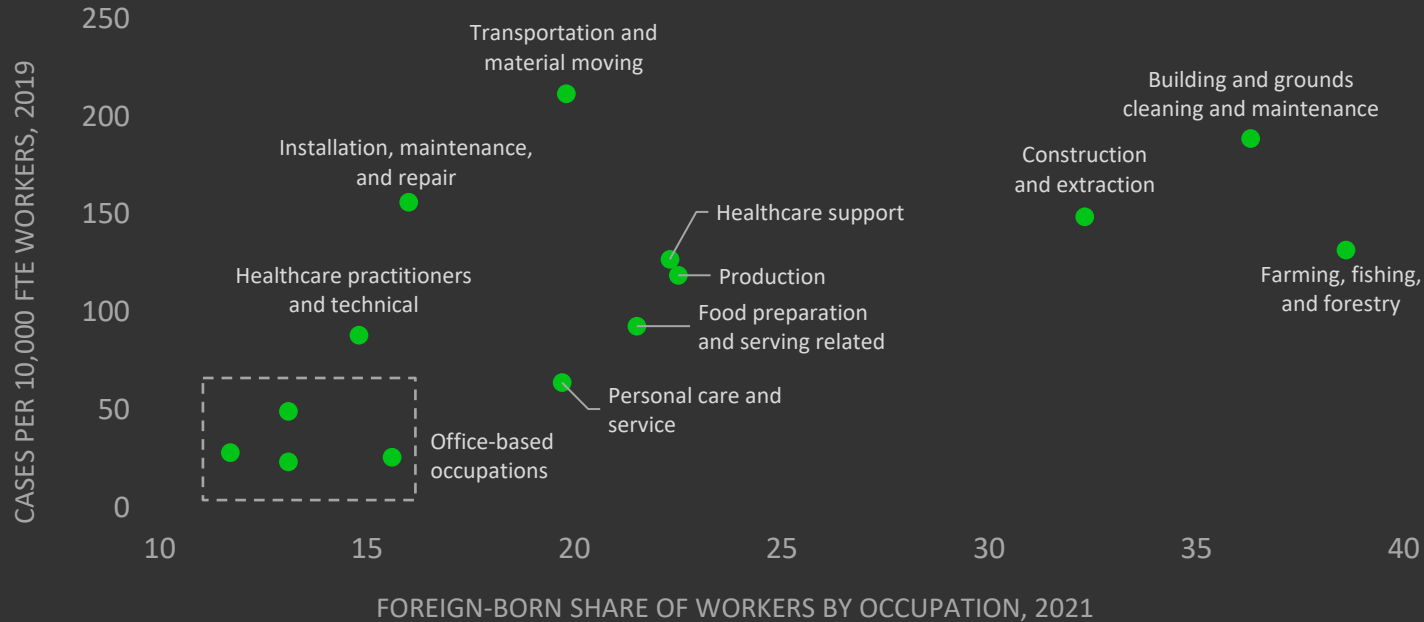 250
200
150
100
50
0
CASES PER 10,000 FTE WORKERS, 2019
Transportation and
material moving
Building and grounds
cleaning and maintenance
Installation, maintenance,
and repair
Construction
and extraction
Healthcare support
Healthcare practitioners
and technical
Production
Farming, fishing,
and forestry
Food preparation
and serving related
Personal care and
service
Office-based
occupations
10 15 20 25 30 35 40
FOREIGN-BORN SHARE OF WORKERS BY OCCUPATION, 2021